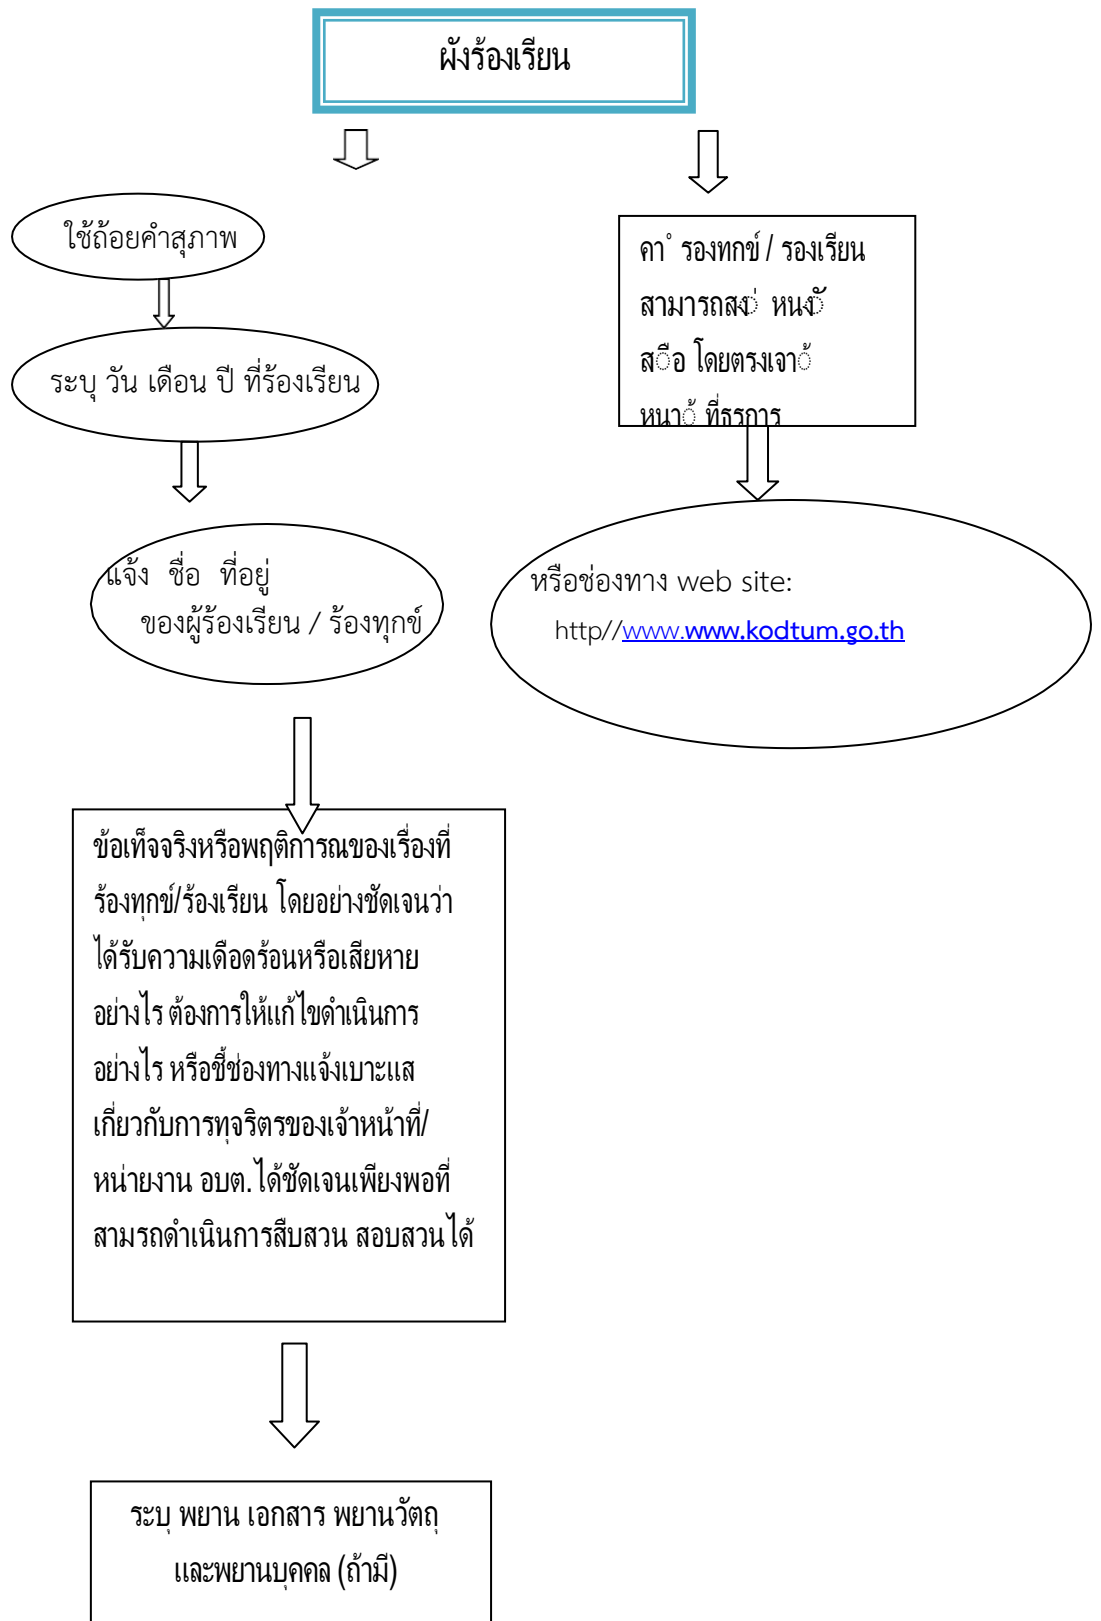 ผังร้องเรียน
ใช้ถ้อยคำสุภาพ
ระบุ วัน เดือน ปี ที่ร้องเรียน
แจ้ง ชื่อ ที่อยู่
ของผู้ร้องเรียน / ร้องทุกข์
ข้อเท็จจริงหรือพฤติการณของเรื่องที่
ร้องทุกข์/ร้องเรียน โดยอย่างชัดเจนว่า
ได้รับความเดือดร้อนหรือเสียหาย
อย่างไร ต้องการให้แก้ไขดำเนินการ
อย่างไร หรือชี้ช่องทางแจ้งเบาะแส
เกี่ยวกับการทุจริตรของเจ้าหน้าที่/
หน่ายงาน อบต.ได้ชัดเจนเพียงพอที่
สามรถดำเนินการสืบสวน สอบสวนได้
ระบุ พยาน เอกสาร พยานวัตถุ
และพยานบุคคล (ถ้ามี)
คา ํ รองทกข์ / รองเรียน
สามารถสง่ หนงั
สือ โดยตรงเจา้
หนา้ ที่ธรการ
หรือช่องทาง web site:
http//www.www.kodtum.go.th